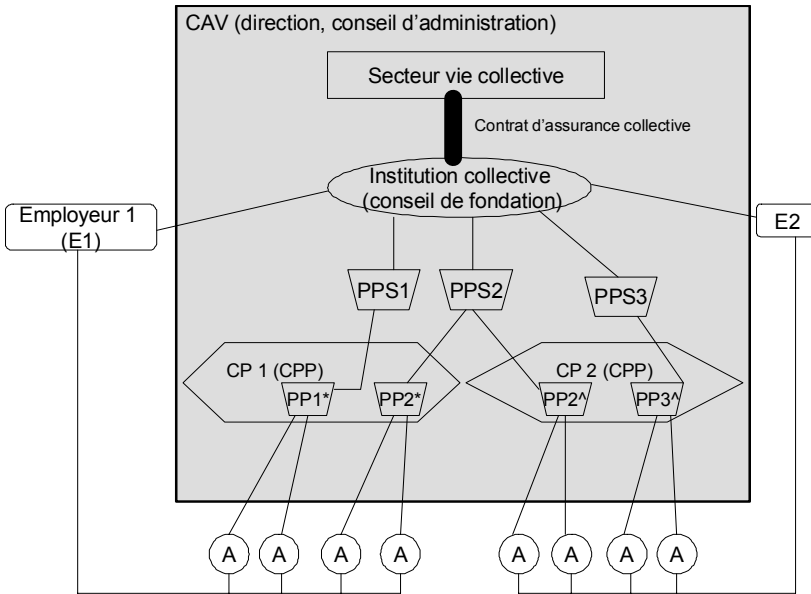 CAV (direction, conseil d'administration)
Secteur vie collective
Contrat d'assurance collective
Institution collective
(conseil de fondation)
Employeur 1
(E1)
E2
PPS1
PPS2
PPS3
CP 1 (CPP)
CP 2 (CPP)
PP1*
PP2*
PP2^
PP3^
A
A
A
A
A
A
A
A